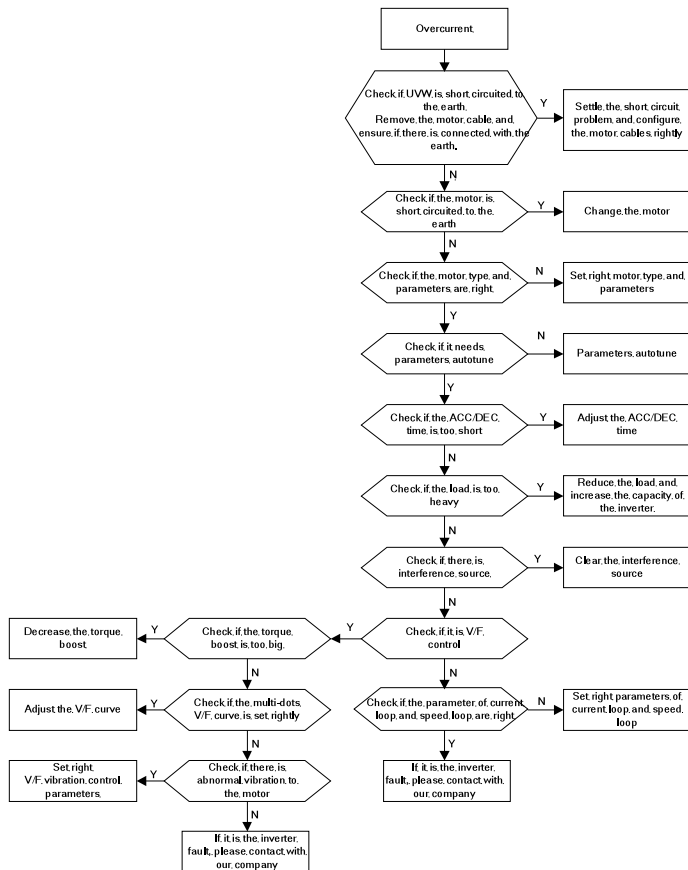 Overcurrent
Check if UVW is short circuited to
the earth.
Remove the motor cable and
ensure if there is connected with the
earth.
Y
Settle the short circuit
problem and configure
the motor cables rightly
N
Check if the motor is
short circuited to the
earth
Y
Change the motor
N
Check if the motor type and
parameters are right
N
Set right motor type and
parameters
Y
Check if it needs
parameters autotune
N
Parameters autotune
Y
Check if the ACC/DEC
time is too short
Y
Adjust the ACC/DEC
time
N
Check if the load is too
heavy
Y
Reduce the load and
increase the capacity of
the inverter
N
Check if there is
interference source
Y
Clear the interference
source
N
Decrease the torque
boost
Y
Check if the torque
boost is too big.
Y
Check if it is V/F
control
N
N
Adjust the V/F curve
Y
Check if the multi-dots
V/F curve is set rightly
Check if the parameter of current
loop and speed loop are right
N
Set right parameters of
current loop and speed
loop
N
Y
Set right
V/F vibration control
parameters
Y
Check if there is
abnormal vibration to
the motor
If it is the inverter
fault, please contact with
our company
N
If it is the inverter
fault, please contact with
our company